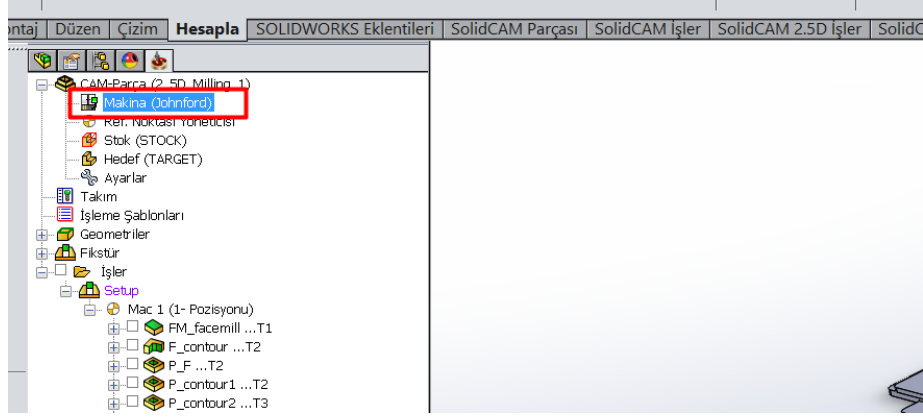 ntaj Düzen Çizim Hesapla SOLIDWORKS Eklentileri SolidCAM Parçası SolidCAM İşler SolidCAM 2.5D İşler SolidC
CAM-Parça (2_5D_Milling_1)
Makina (Johnford)
Ref. Noktası Yöneticisi
Stok (STOCK)
Hedef (TARGET)
Ayarlar
Takım
İşleme Şablonları
Geometriler
Fikstür
İşler
Setup
Mac 1 (1- Pozisyonu)
FM_facemill ...T1
F_contour ...T2
P_F ...T2
P_contour1 ...T2
P_contour2 ...T3